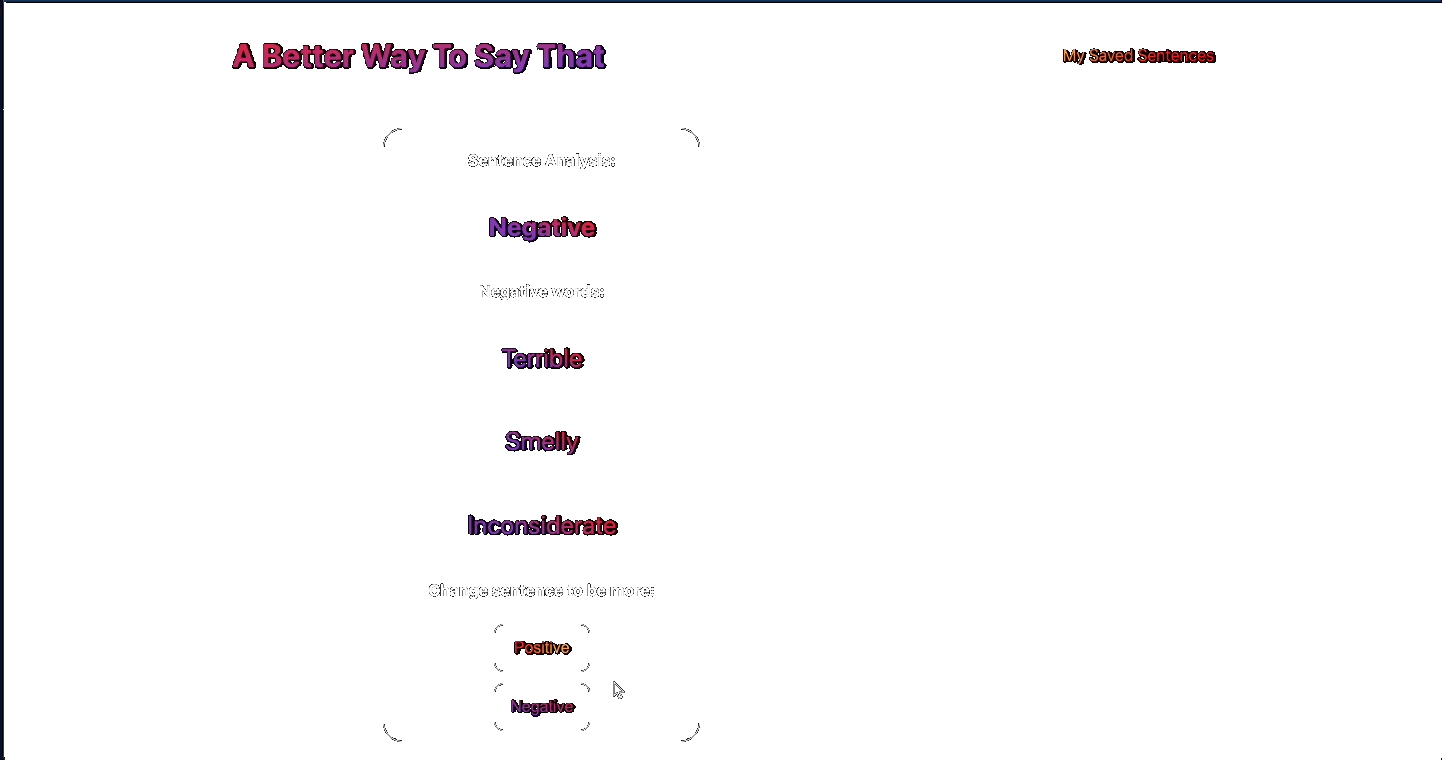 A Better Way To Say That
My Saved Sentences
Sentence Analysis:
Negative
Negative words:
Terrible
Smelly
Inconsiderate
Change sentence to be more:
Positive
Negative